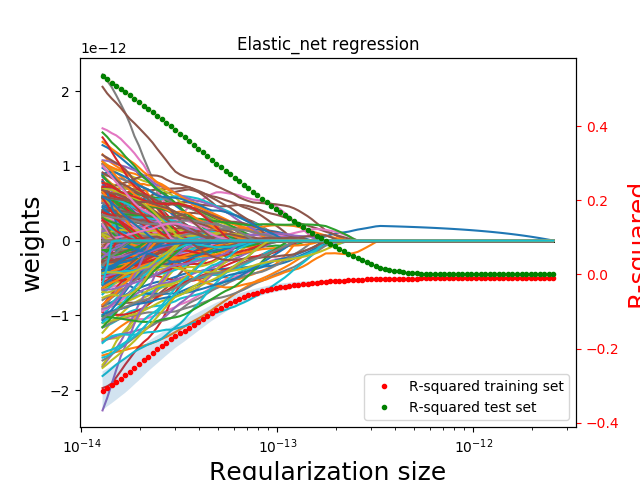 Elastic_net regression
1e−12
2
1
0
−1
−2
weights
0.4
0.2
0.0
−0.2
−0.4
R-squared
R-squared training set
R-squared test set
10⁻¹⁴
10⁻¹³
10⁻¹²
Regularization size